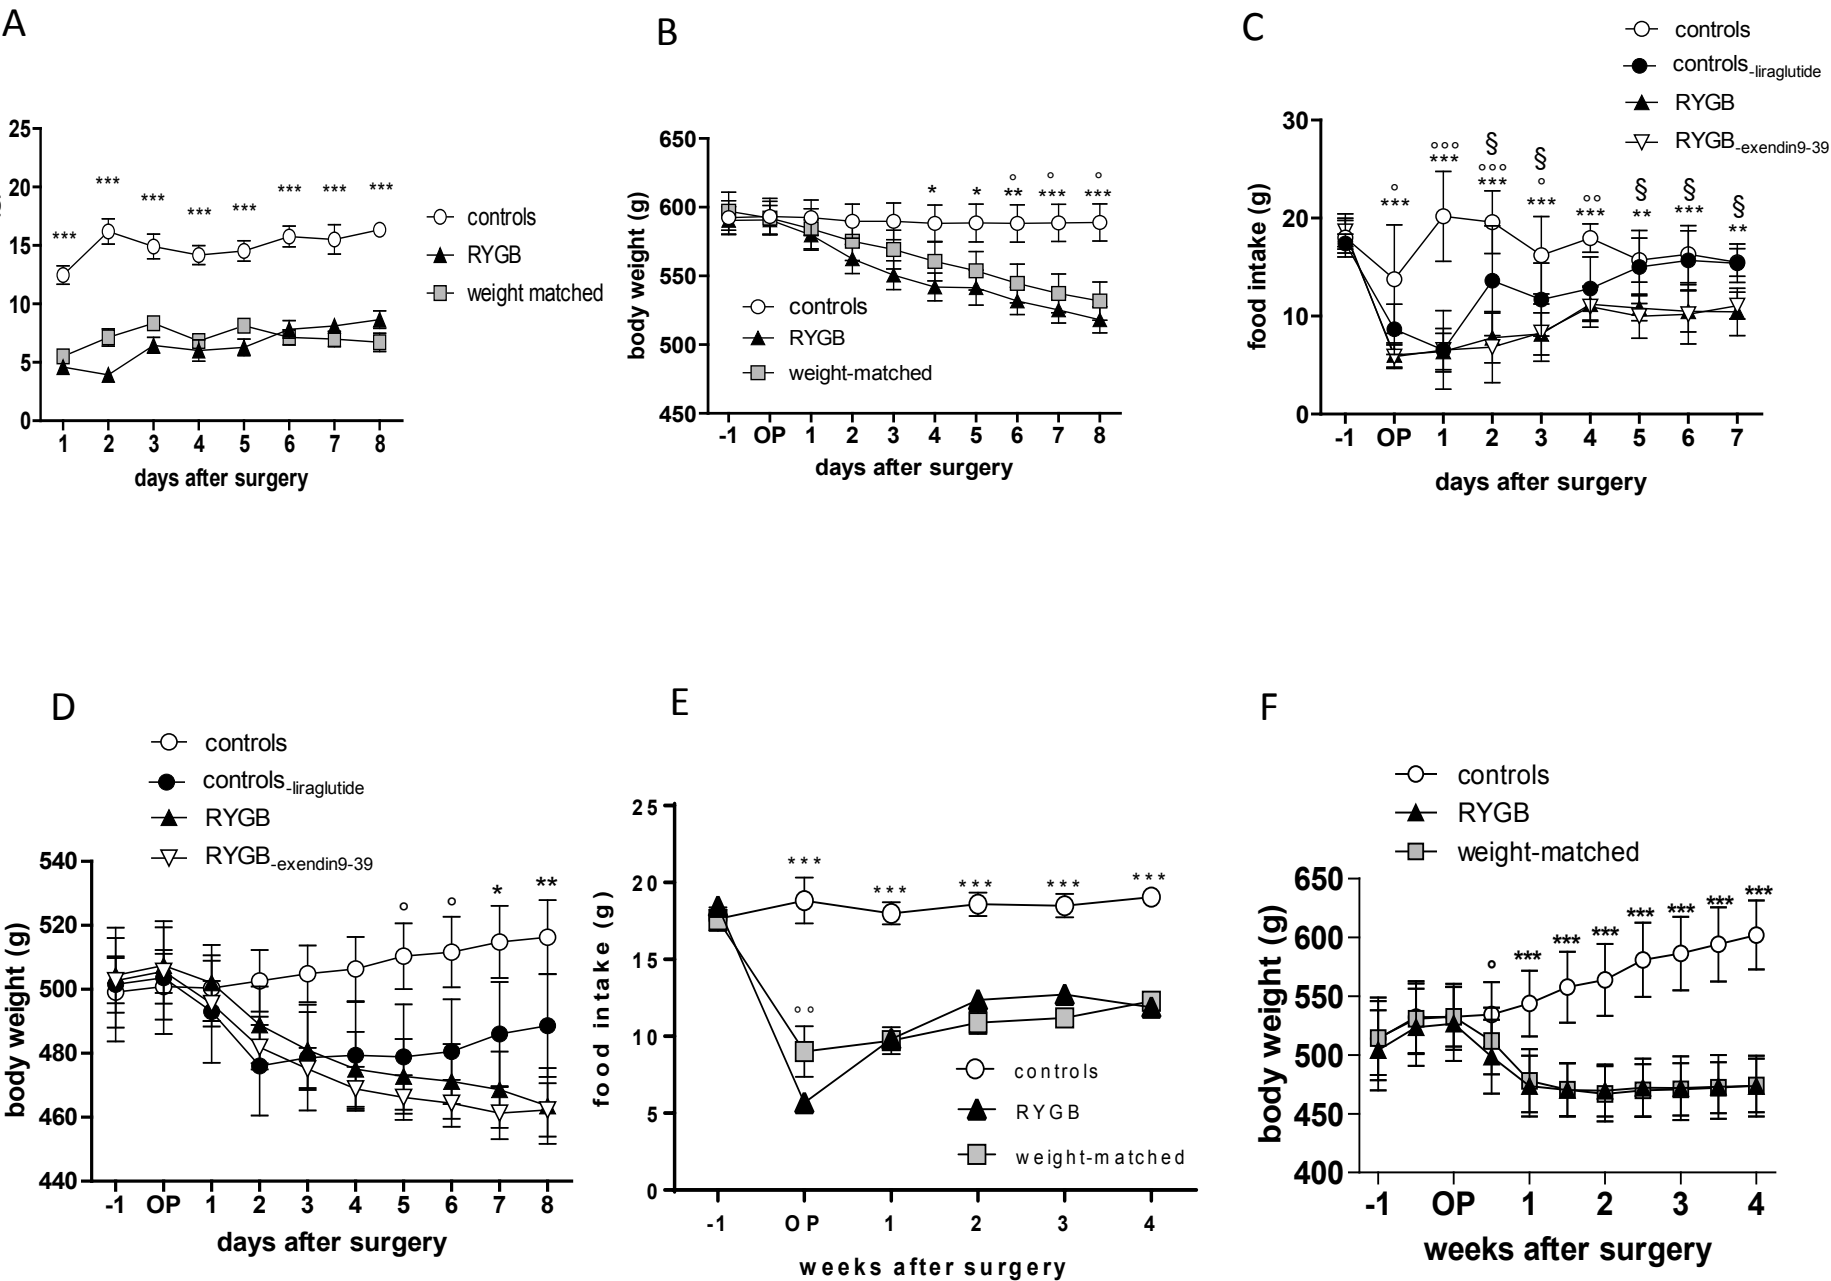 A
25
20
15
10
5
0
***
***
***
***
***
***
***
***
controls
RYGB
weight matched
1 2 3 4 5 6 7 8
days after surgery
B
650
600
550
500
450
body weight (g)
° ° °
* * ** *** ***
controls
RYGB
weight-matched
-1 OP 1 2 3 4 5 6 7 8
days after surgery
C
controls
controls-liraglutide
RYGB
RYGB-exendin9-39
30
20
10
0
food intake (g)
°
***
°°°
***
§
°°°
***
§
°
***
°°
***
§
**
§
***
§
**
-1 OP 1 2 3 4 5 6 7
days after surgery
D
controls
controls-liraglutide
RYGB
RYGB-exendin9-39
540
520
500
480
460
440
body weight (g)
° ° * **
-1 OP 1 2 3 4 5 6 7 8
days after surgery
E
25
20
15
10
5
0
food intake (g)
*** *** *** *** ***
°°
controls
RYGB
weight-matched
-1 OP 1 2 3 4
weeks after surgery
F
controls
RYGB
weight-matched
650
600
550
500
450
400
body weight (g)
° *** *** *** *** *** *** ***
-1 OP 1 2 3 4
weeks after surgery